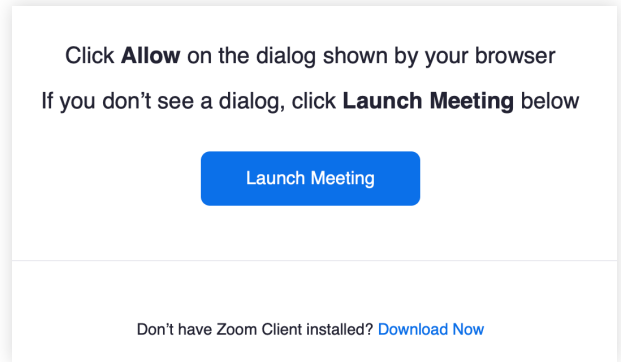 Click Allow on the dialog shown by your browser
If you don’t see a dialog, click Launch Meeting below
Launch Meeting
Don’t have Zoom Client installed? Download Now